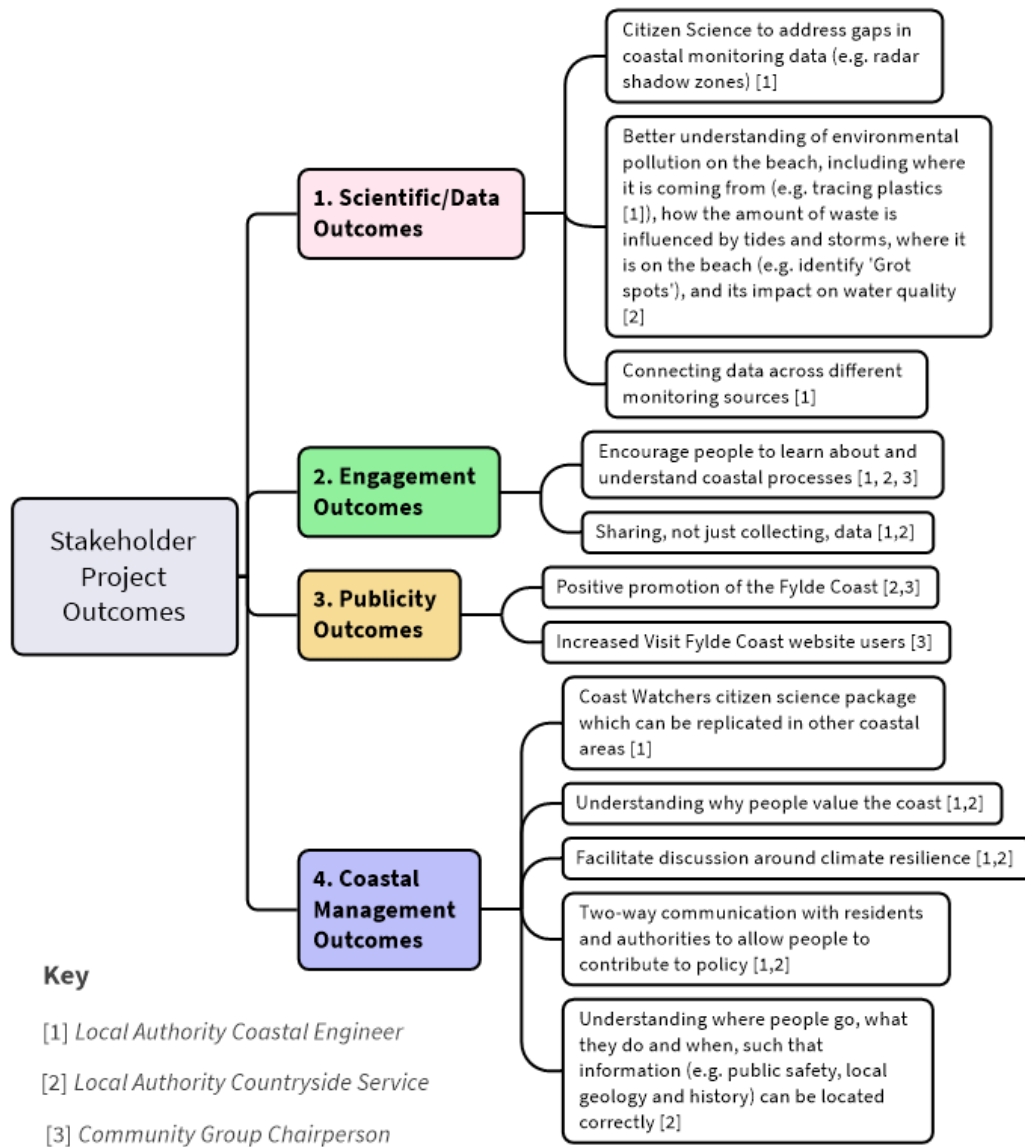 Stakeholder
Project
Outcomes
1. Scientific/Data
Outcomes
Citizen Science to address gaps in
coastal monitoring data (e.g. radar
shadow zones) [1]
Better understanding of environmental
pollution on the beach, including where
it is coming from (e.g. tracing plastics
[1]), how the amount of waste is
influenced by tides and storms, where it
is on the beach (e.g. identify 'Grot
spots'), and its impact on water quality
[2]
Connecting data across different
monitoring sources [1]
2. Engagement
Outcomes
Encourage people to learn about and
understand coastal processes [1, 2, 3]
Sharing, not just collecting, data [1,2]
3. Publicity
Outcomes
Positive promotion of the Fylde Coast [2,3]
Increased Visit Fylde Coast website users [3]
4. Coastal
Management
Outcomes
Coast Watchers citizen science package
which can be replicated in other coastal
areas [1]
Understanding why people value the coast [1,2]
Facilitate discussion around climate resilience [1,2]
Two-way communication with residents
and authorities to allow people to
contribute to policy [1,2]
Understanding where people go, what
they do and when, such that
information (e.g. public safety, local
geology and history) can be located
correctly [2]
Key
[1] Local Authority Coastal Engineer
[2] Local Authority Countryside Service
[3] Community Group Chairperson